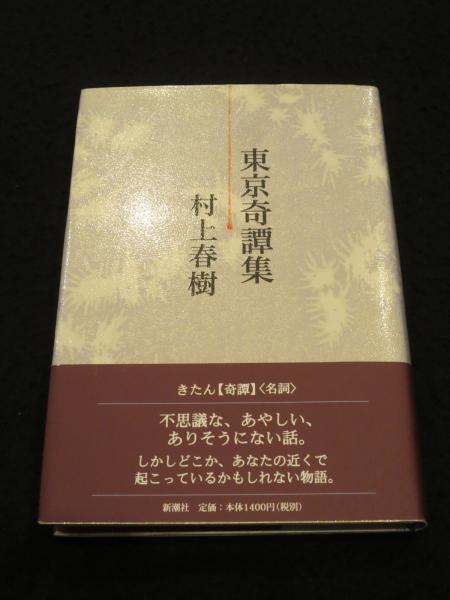 東京奇譚集
村上春樹
きたん【奇譚】〈名詞〉
不思議な、あやしい、
ありそうにない話。
しかしどこか、あなたの近くで
起こっているかもしれない物語。
新潮社 定価：本体1400円(税別)